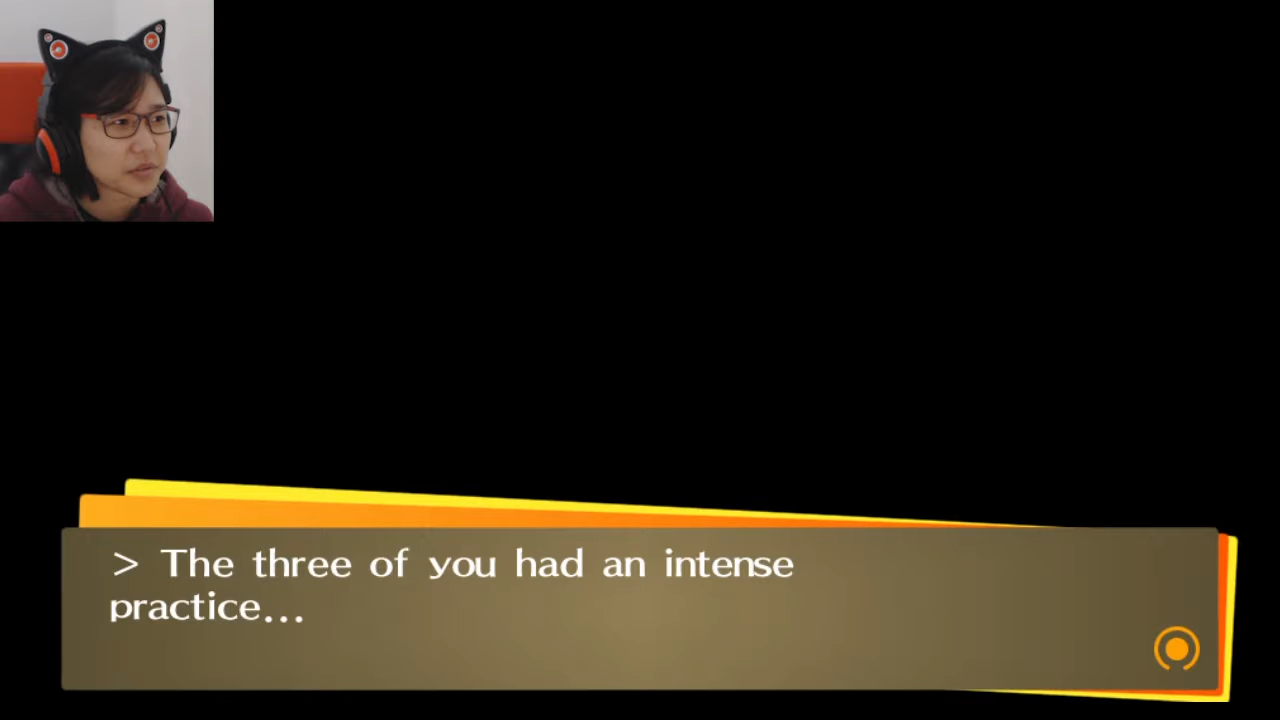 > The three of you had an intense
practice...